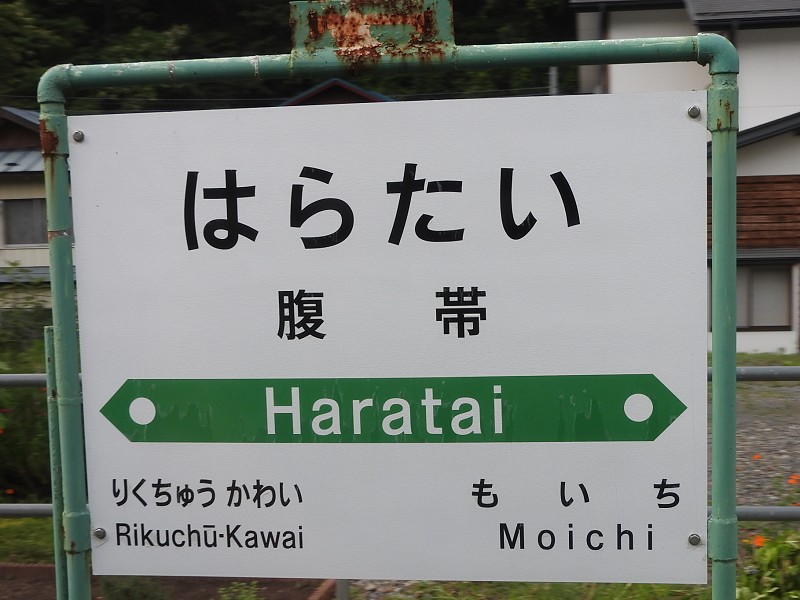 はらたい
腹帯
Haratai
りくちゅうかわい もいち
Rikuchū-Kawai Moichi